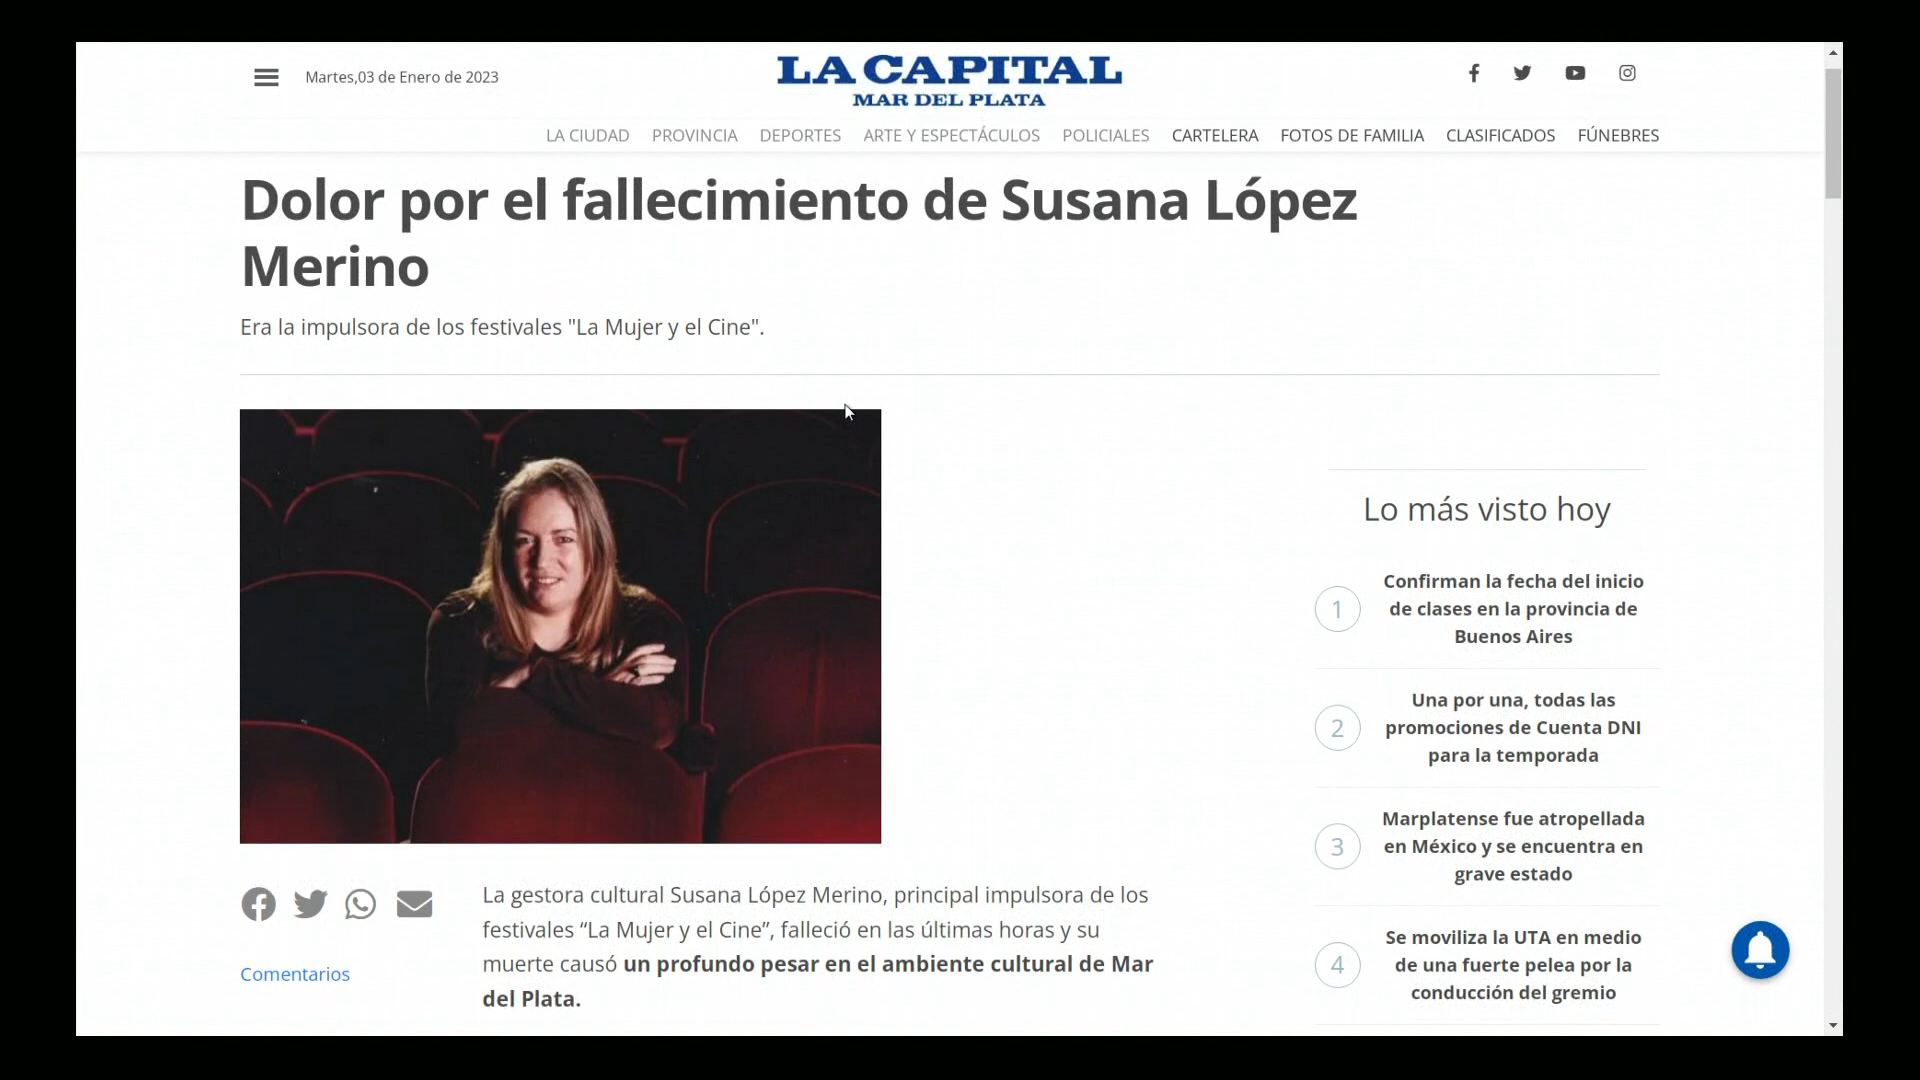 Martes,03 de Enero de 2023
LA CAPITAL
MAR DEL PLATA
LA CIUDAD PROVINCIA DEPORTES ARTE Y ESPECTÁCULOS POLICIALES CARTELERA FOTOS DE FAMILIA CLASIFICADOS FÚNEBRES
Dolor por el fallecimiento de Susana López
Merino
Era la impulsora de los festivales "La Mujer y el Cine".
Comentarios
La gestora cultural Susana López Merino, principal impulsora de los
festivales “La Mujer y el Cine”, falleció en las últimas horas y su
muerte causó un profundo pesar en el ambiente cultural de Mar
del Plata.
Lo más visto hoy
1
Confirman la fecha del inicio
de clases en la provincia de
Buenos Aires
2
Una por una, todas las
promociones de Cuenta DNI
para la temporada
3
Marplatense fue atropellada
en México y se encuentra en
grave estado
4
Se moviliza la UTA en medio
de una fuerte pelea por la
conducción del gremio